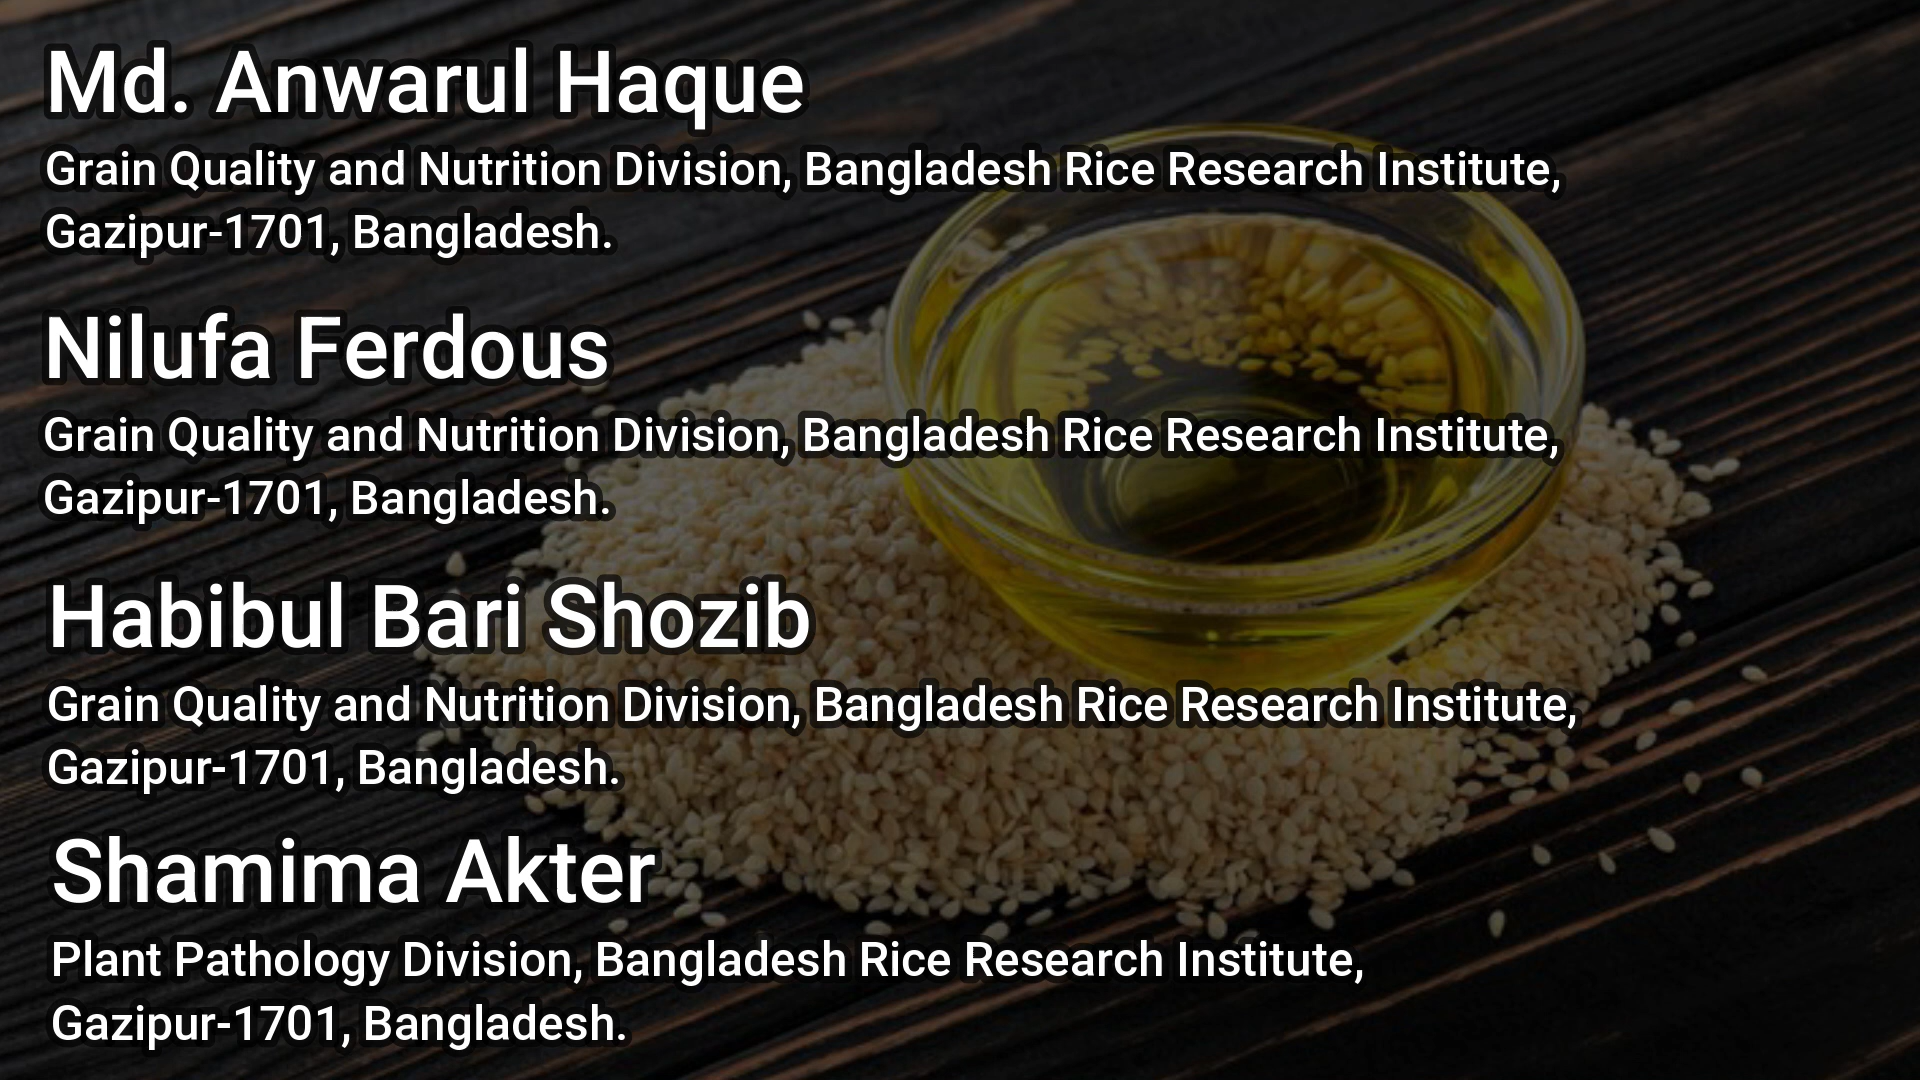 Md. Anwarul Haque
Grain Quality and Nutrition Division, Bangladesh Rice Research Institute,
Gazipur-1701, Bangladesh.
Nilufa Ferdous
Grain Quality and Nutrition Division, Bangladesh Rice Research Institute,
Gazipur-1701, Bangladesh.
Habibul Bari Shozib
Grain Quality and Nutrition Division, Bangladesh Rice Research Institute,
Gazipur-1701, Bangladesh.
Shamima Akter
Plant Pathology Division, Bangladesh Rice Research Institute,
Gazipur-1701, Bangladesh.